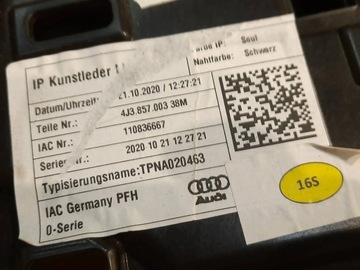 IP Kunstleder
Farbe IP: Soul
Nahtfarbe: Schwarz
Datum/Uhrzeit: 21.10.2020 / 12:27:21
Teile Nr.: 4J3.857.003 38M
IAC Nr.: 110836667
Serien Nr.: 2020 10 21 12 27 21
Typisierungsname: TPNA020463
IAC Germany PFH
0-Serie
Audi
16S